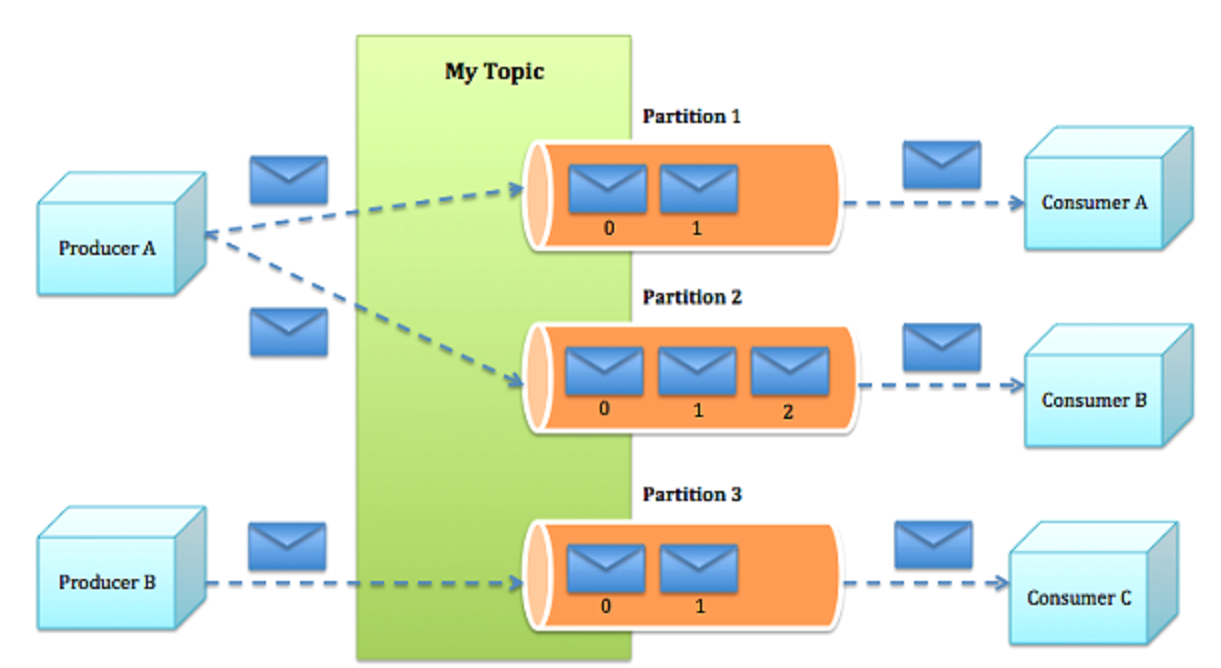 My Topic
Partition 1
0 1
Producer A
Consumer A
Partition 2
0 1 2
Consumer B
Partition 3
0 1
Producer B
Consumer C